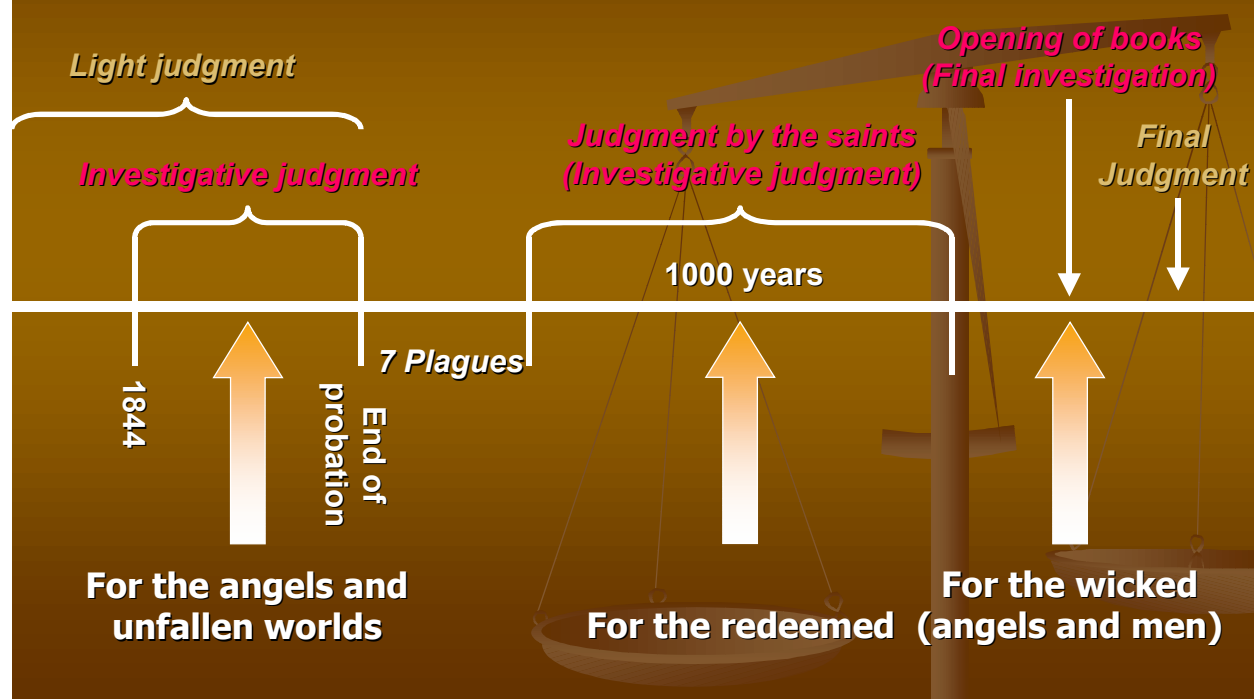 Light judgment
Investigative judgment
Judgment by the saints
(Investigative judgment)
Opening of books
(Final investigation)
Final
Judgment
1000 years
1844
End of
probation
7 Plagues
For the angels and
unfallen worlds
For the redeemed
For the wicked
(angels and men)